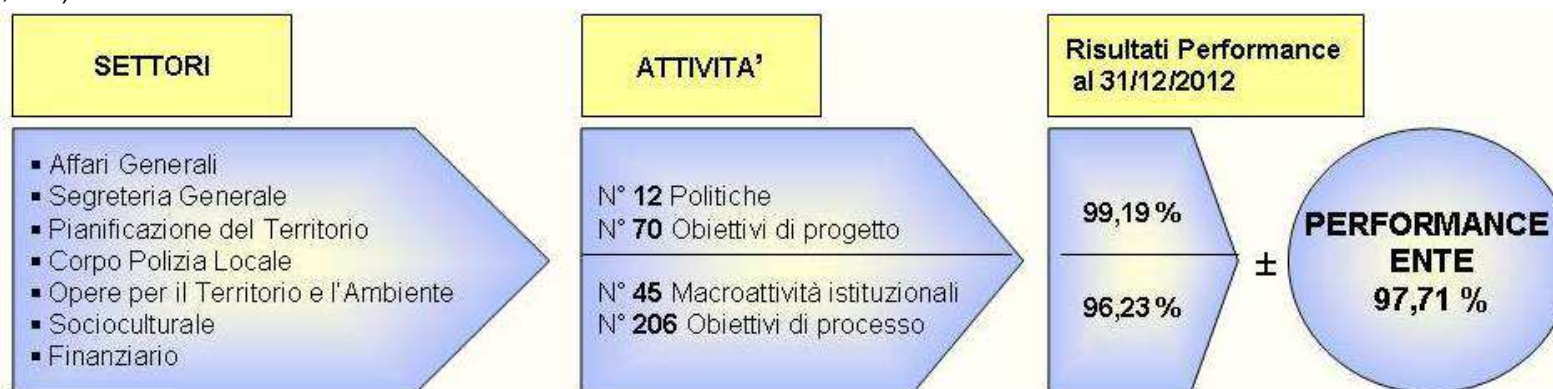 SETTORI
▪ Affari Generali
▪ Segreteria Generale
▪ Pianificazione del Territorio
▪ Corpo Polizia Locale
▪ Opere per il Territorio e l'Ambiente
▪ Socioculturale
▪ Finanziario
ATTIVITA'
N° 12 Politiche
N° 70 Obiettivi di progetto
N° 45 Macroattività istituzionali
N° 206 Obiettivi di processo
Risultati Performance
al 31/12/2012
99,19 %
96,23 %
±
PERFORMANCE
ENTE
97,71 %